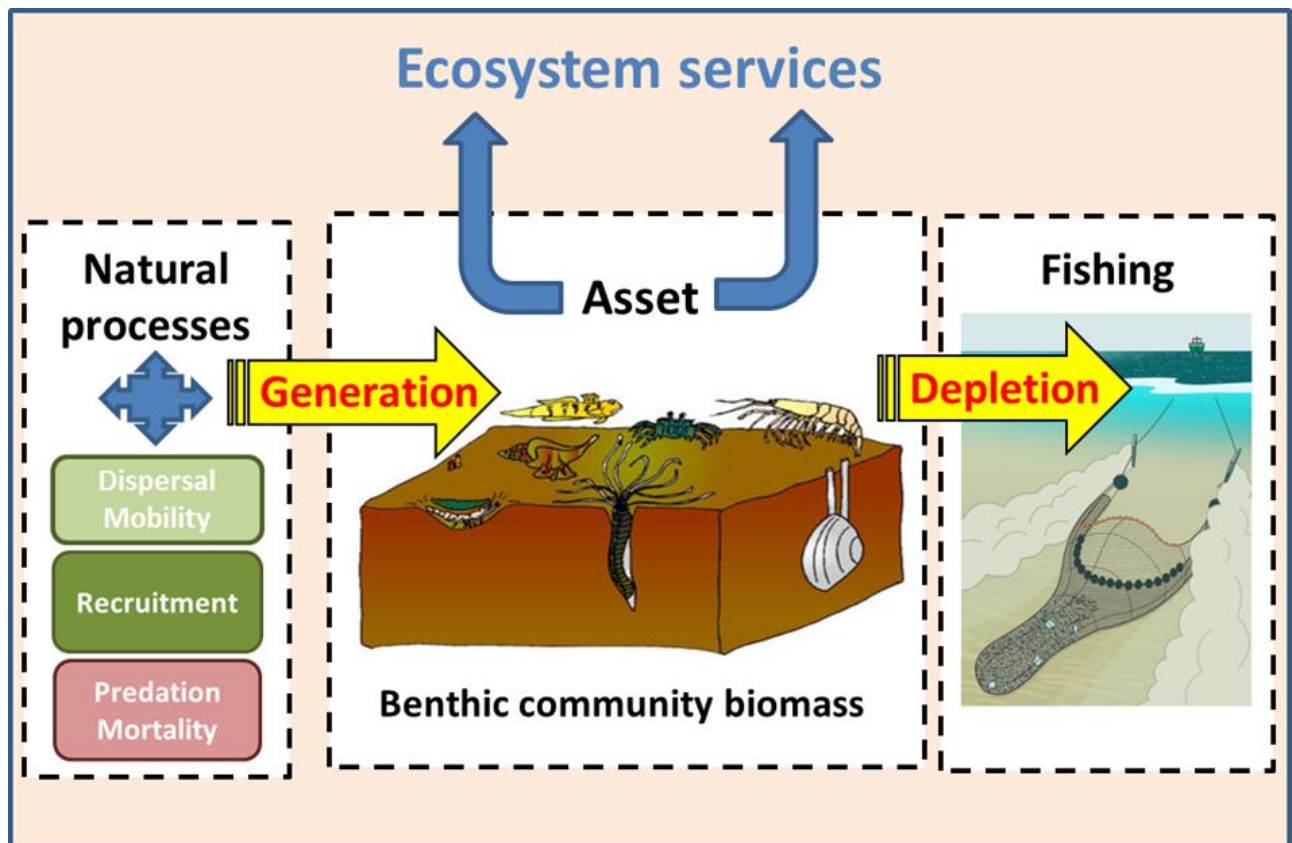 Ecosystem services
Natural
processes
Generation
Dispersal
Mobility
Recruitment
Predation
Mortality
Asset
Benthic community biomass
Fishing
Depletion